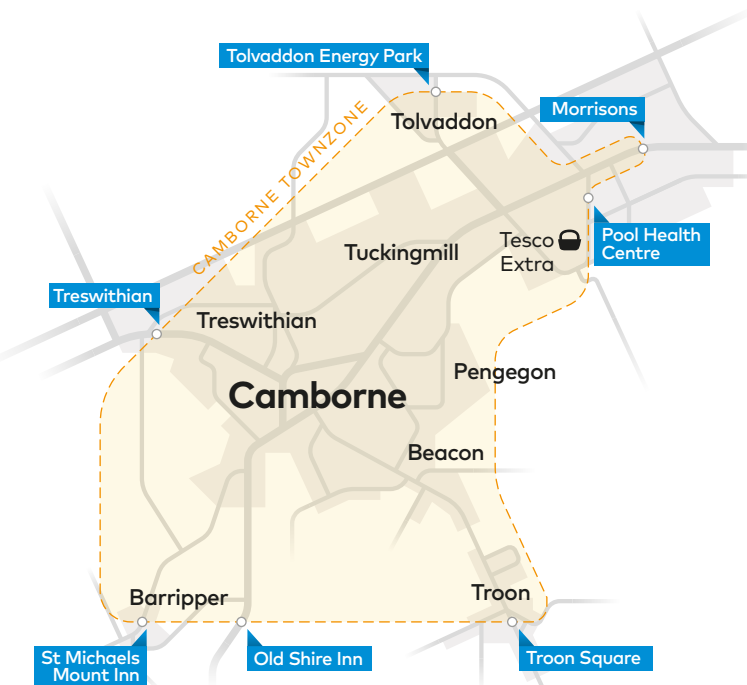 Tolvaddon Energy Park
Morrisons
Tolvaddon
CAMBORNE TOWNZONE
Pool Health
Centre
Tesco
Extra
Tuckingmill
Treswithian
Treswithian
Pengegon
Camborne
Beacon
Barripper
Troon
St Michaels
Mount Inn
Old Shire Inn
Troon Square